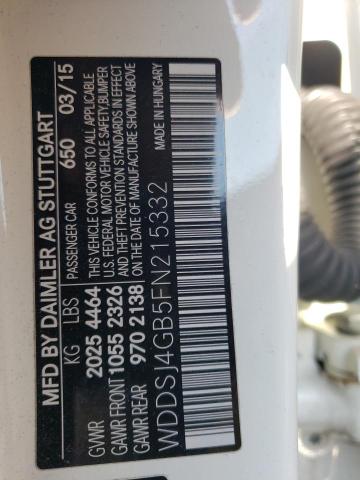 MFD BY DAIMLER AG STUTTGART
KG LBS PASSENGER CAR 650 03/15
GVWR 2025 4464
GAWR FRONT 1055 2326
GAWR REAR 970 2138
THIS VEHICLE CONFORMS TO ALL APPLICABLE
U.S. FEDERAL MOTOR VEHICLE SAFETY,BUMPER
AND THEFT PREVENTION STANDARDS IN EFFECT
ON THE DATE OF MANUFACTURE SHOWN ABOVE
WDDSJ4GB5FN215332
MADE IN HUNGARY